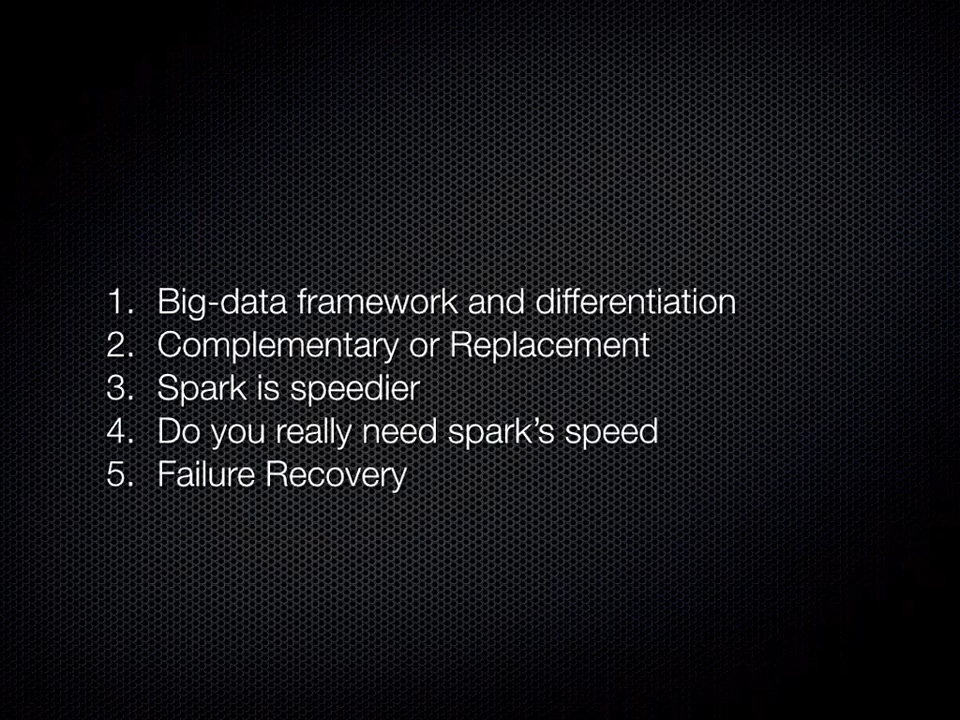 1. Big-data framework and differentiation
2. Complementary or Replacement
3. Spark is speedier
4. Do you really need spark’s speed
5. Failure Recovery